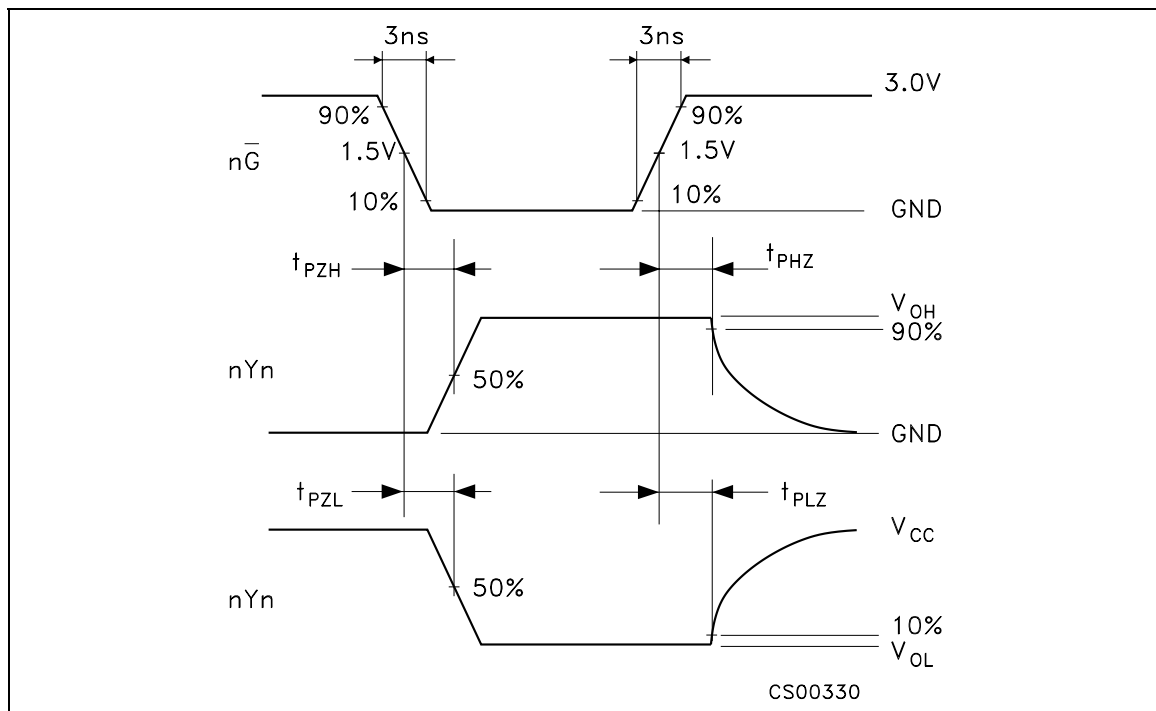 3ns 3ns
3.0V
90% 90%
nG̅ 1.5V 1.5V
10% 10%
GND
tPZH tPHZ
VOH
90%
nYn 50%
GND
tPZL tPLZ
VCC
nYn 50%
10%
VOL
CS00330